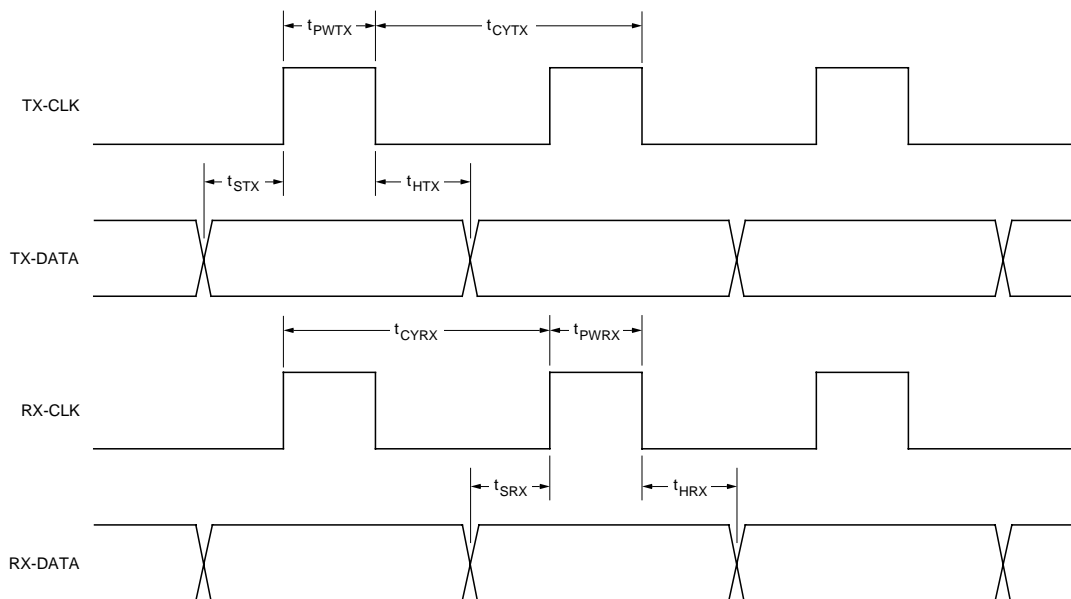 tPWTX
tCYTX
TX-CLK
tSTX
tHTX
TX-DATA
tCYRX
tPWRX
RX-CLK
tSRX
tHRX
RX-DATA